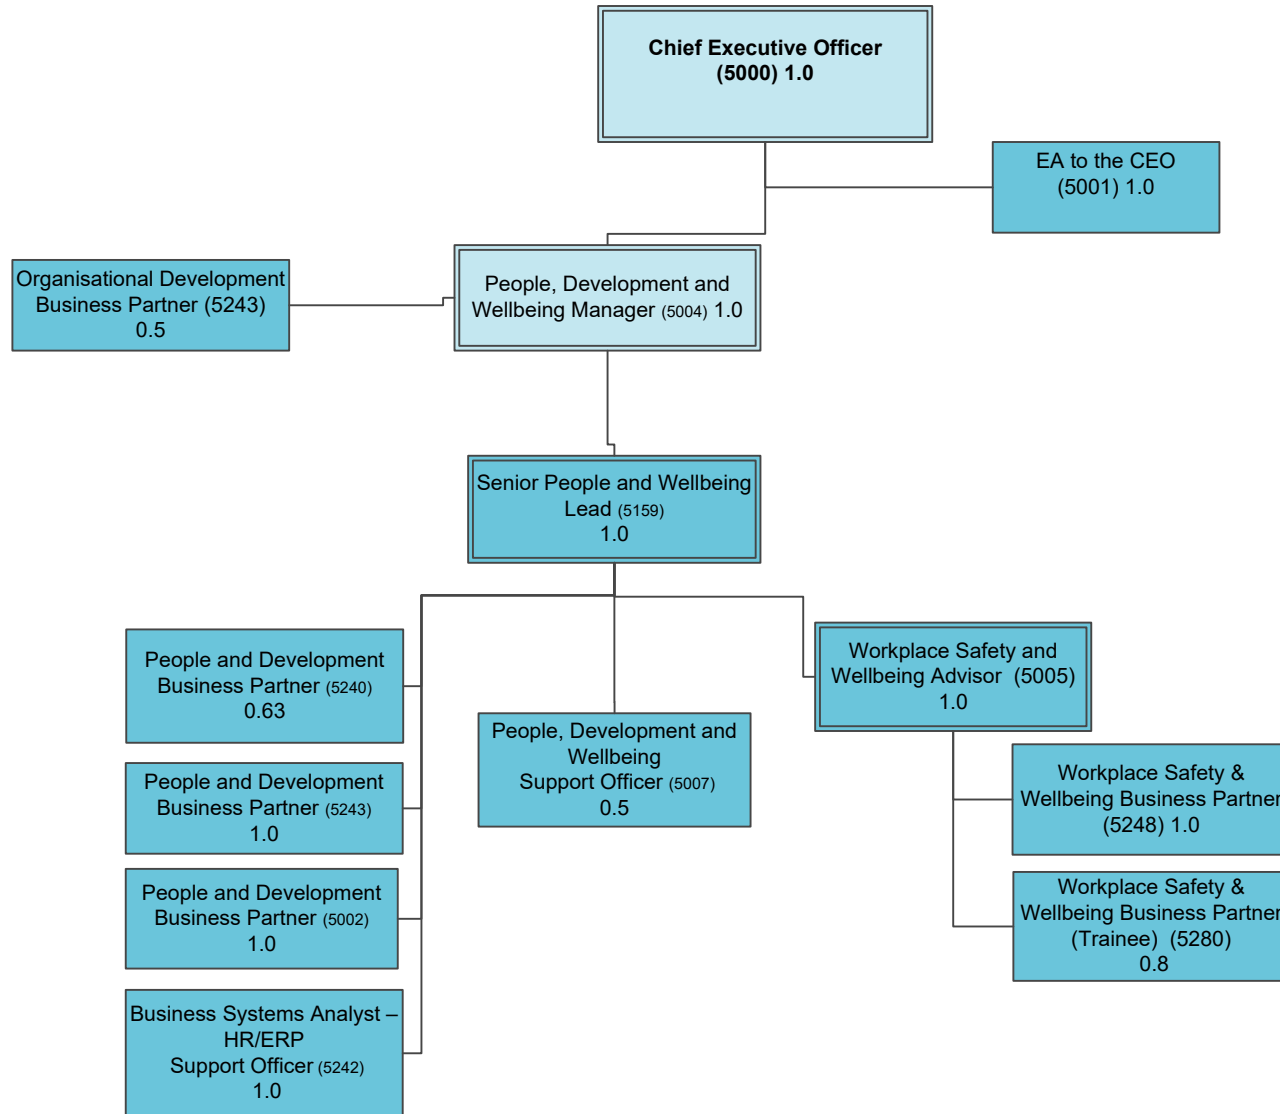 Chief Executive Officer
(5000) 1.0
EA to the CEO
(5001) 1.0
Organisational Development
Business Partner (5243)
0.5
People, Development and
Wellbeing Manager (5004) 1.0
Senior People and Wellbeing
Lead (5159)
1.0
People and Development
Business Partner (5240)
0.63
People and Development
Business Partner (5243)
1.0
People and Development
Business Partner (5002)
1.0
Business Systems Analyst –
HR/ERP
Support Officer (5242)
1.0
People, Development and
Wellbeing
Support Officer (5007)
0.5
Workplace Safety and
Wellbeing Advisor (5005)
1.0
Workplace Safety &
Wellbeing Business Partner
(5248) 1.0
Workplace Safety &
Wellbeing Business Partner
(Trainee) (5280)
0.8